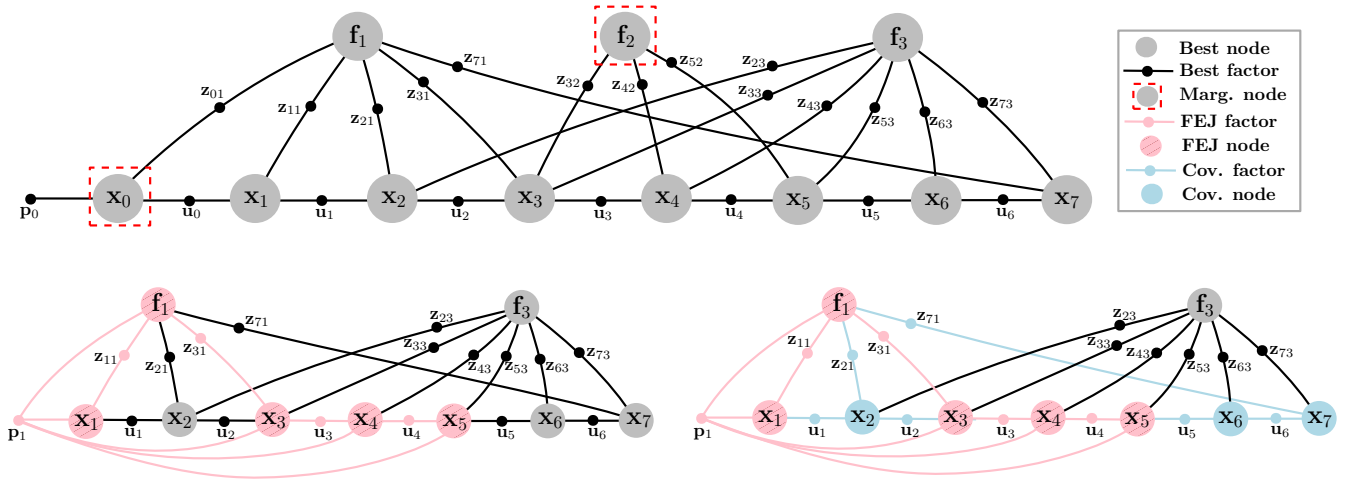 f₁ f₂ f₃
z₀₁ z₁₁ z₂₁ z₃₁ z₇₁ z₃₂ z₄₂ z₅₂ z₂₃ z₃₃ z₄₃ z₅₃ z₆₃ z₇₃
x₀ x₁ x₂ x₃ x₄ x₅ x₆ x₇
p₀ u₀ u₁ u₂ u₃ u₄ u₅ u₆
Best node
Best factor
Marg. node
FEJ factor
FEJ node
Cov. factor
Cov. node
f₁ f₃
z₁₁ z₂₁ z₃₁ z₇₁ z₂₃ z₃₃ z₄₃ z₅₃ z₆₃ z₇₃
x₁ x₂ x₃ x₄ x₅ x₆ x₇
p₁ u₁ u₂ u₃ u₄ u₅ u₆
f₁ f₃
z₁₁ z₂₁ z₃₁ z₇₁ z₂₃ z₃₃ z₄₃ z₅₃ z₆₃ z₇₃
x₁ x₂ x₃ x₄ x₅ x₆ x₇
p₁ u₁ u₂ u₃ u₄ u₅ u₆